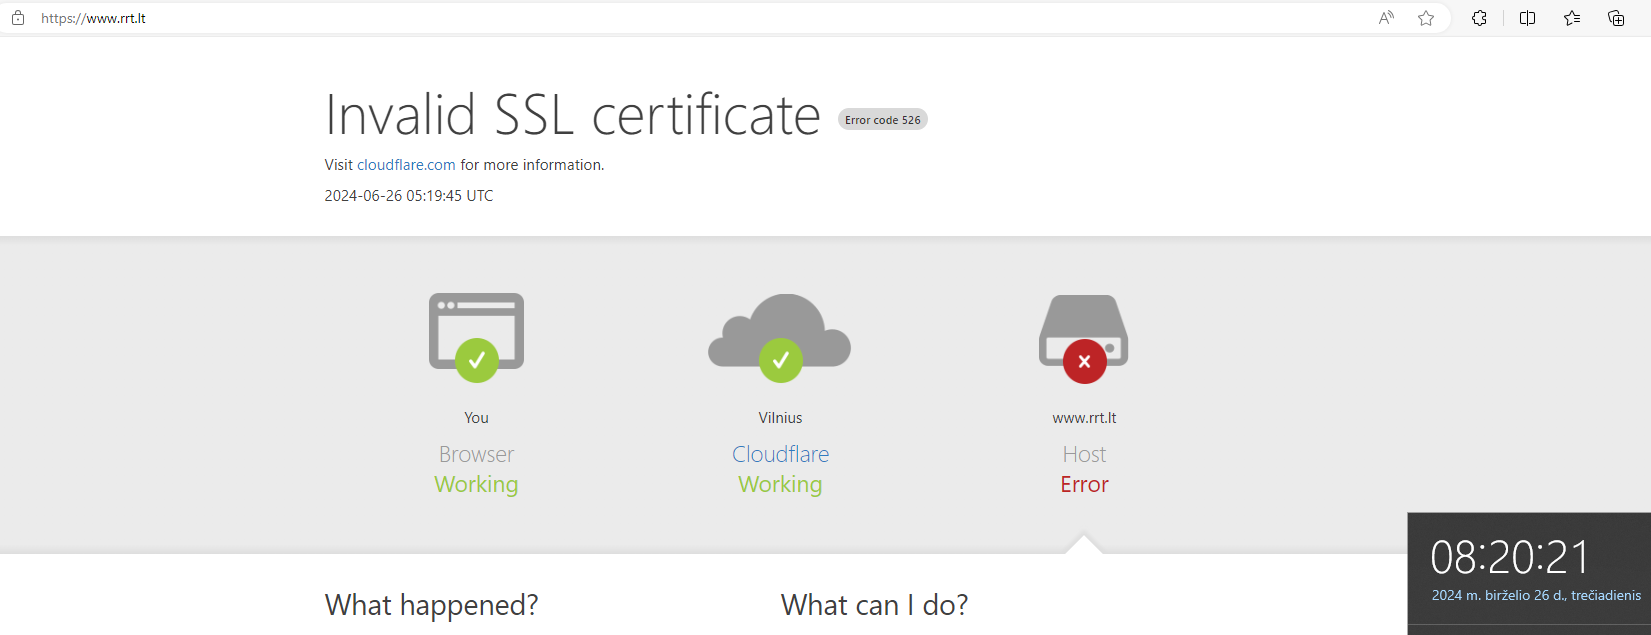 https://www.rrt.lt
Invalid SSL certificate Error code 526
Visit cloudflare.com for more information.
2024-06-26 05:19:45 UTC
You
Browser
Working
Vilnius
Cloudflare
Working
www.rrt.lt
Host
Error
What happened?
What can I do?
08:20:21
2024 m. birželio 26 d., trečiadienis